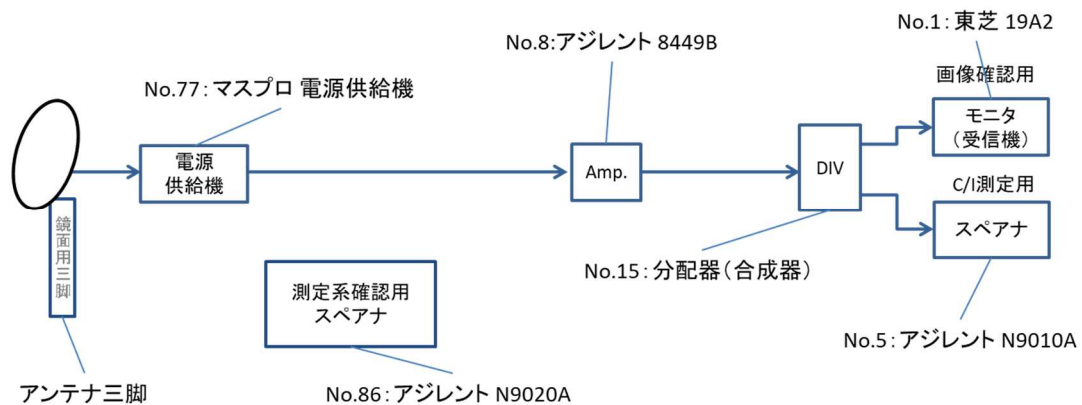 No.1：東芝 19A2
No.8：アジレント 8449B
画像確認用
No.77：マスプロ 電源供給機
モニタ
（受信機）
電源
供給機
Amp.
DIV
C/I測定用
スペアナ
鏡面用三脚
No.15：分配器（合成器）
測定系確認用
スペアナ
No.5：アジレント N9010A
アンテナ三脚
No.86：アジレント N9020A